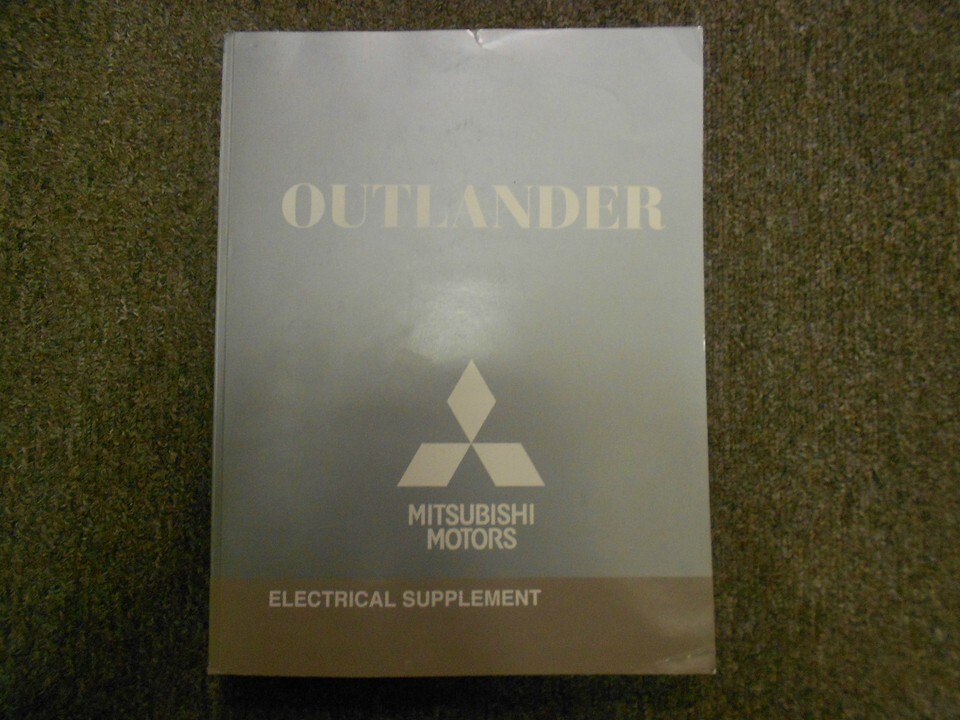 OUTLANDER
MITSUBISHI
MOTORS
ELECTRICAL SUPPLEMENT